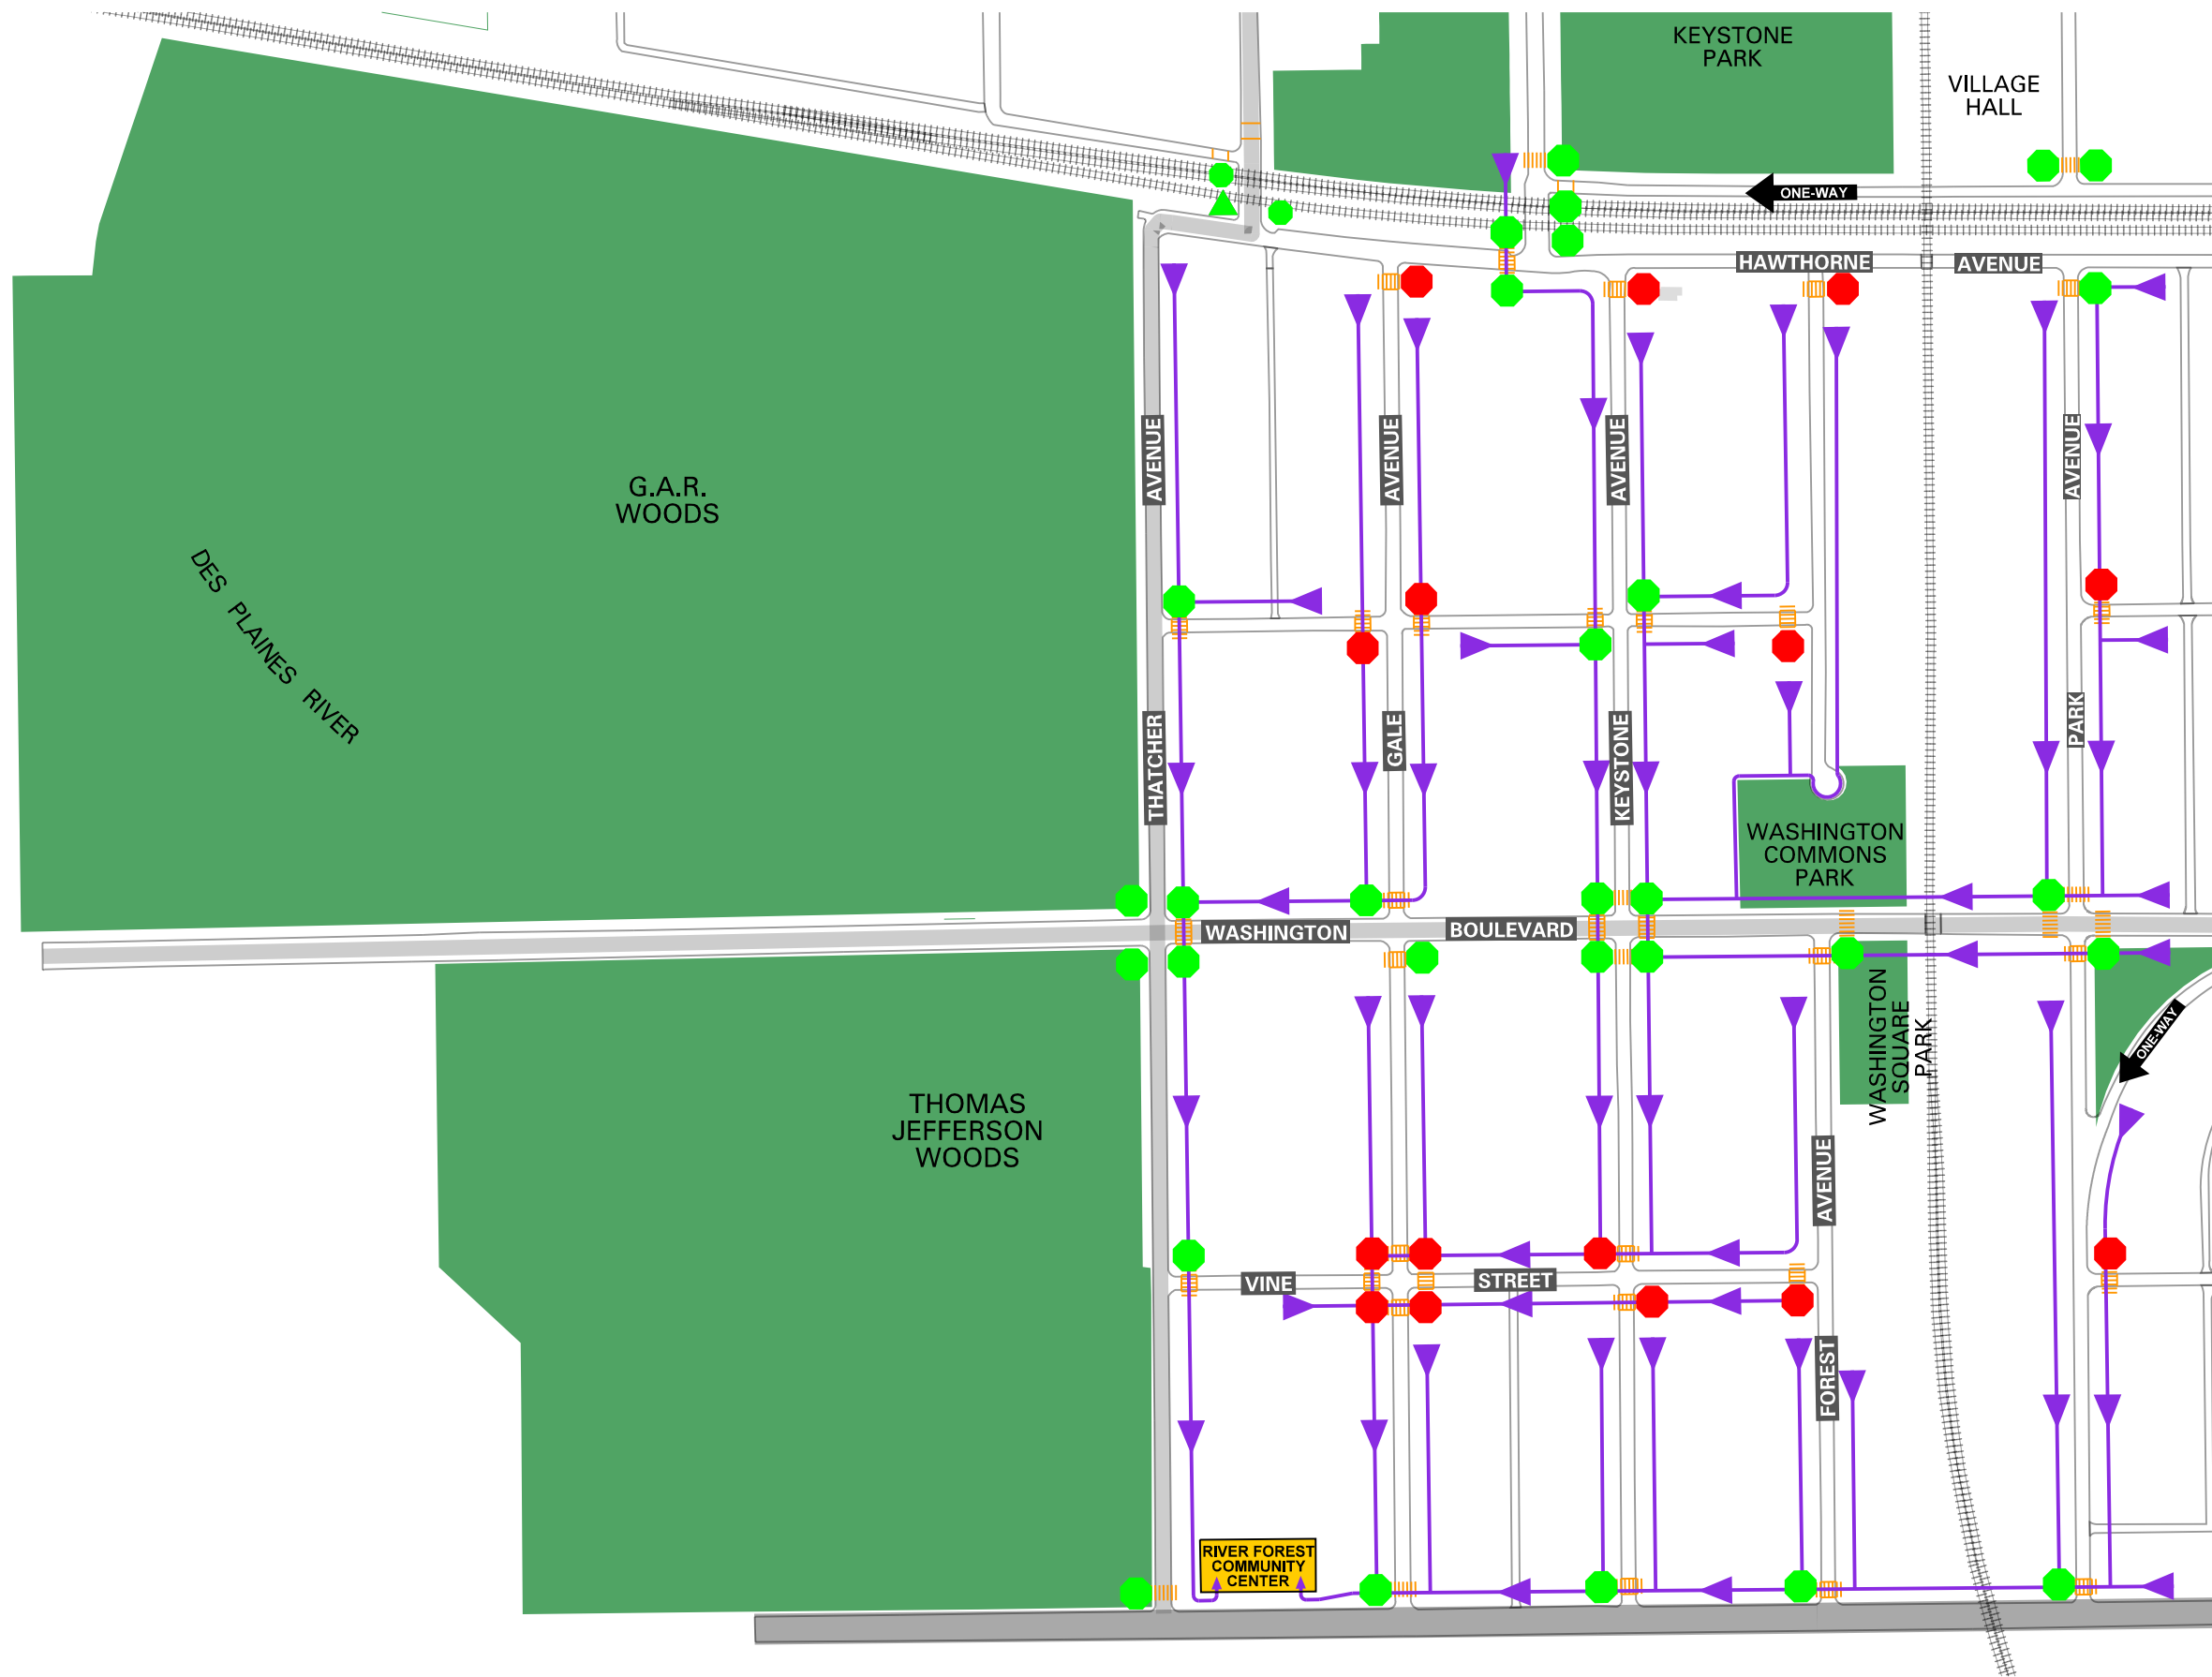 KEYSTONE
PARK
VILLAGE
HALL
ONE-WAY
HAWTHORNE
AVENUE
AVENUE
AVENUE
AVENUE
AVENUE
G.A.R.
WOODS
DES PLAINES RIVER
THATCHER
GALE
KEYSTONE
PARK
WASHINGTON
COMMONS
PARK
WASHINGTON
BOULEVARD
WASHINGTON
SQUARE
PARK
ONE-WAY
THOMAS
JEFFERSON
WOODS
AVENUE
VINE
STREET
FOREST
RIVER FOREST
COMMUNITY
CENTER